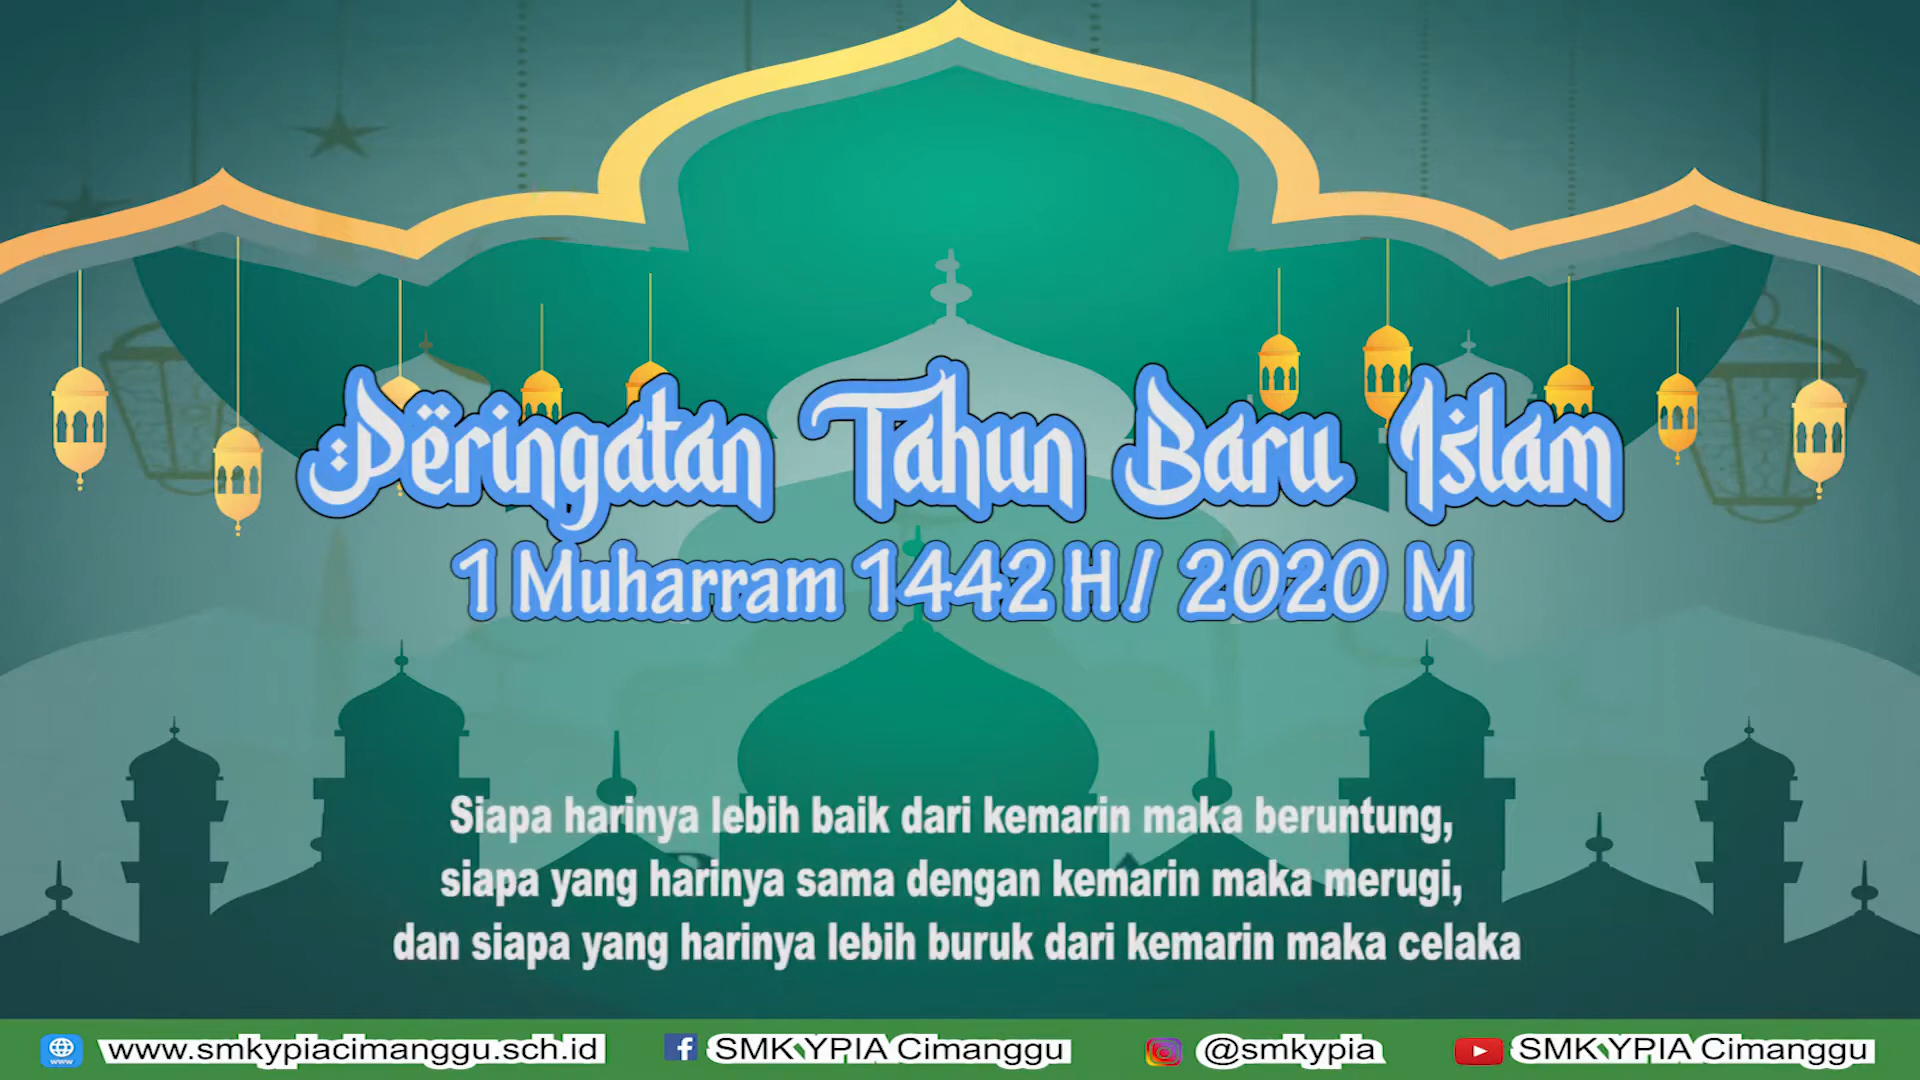 Peringatan Tahun Baru Islam
1 Muharram 1442 H / 2020 M
Siapa harinya lebih baik dari kemarin maka beruntung,
siapa yang harinya sama dengan kemarin maka merugi,
dan siapa yang harinya lebih buruk dari kemarin maka celaka
www.smkypiacimanggu.sch.id SMK YPIA Cimanggu @smkypia SMK YPIA Cimanggu